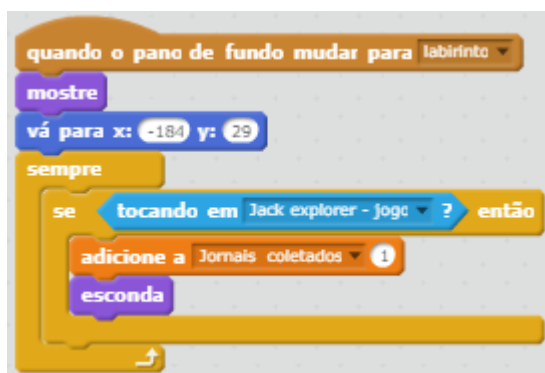 quando o pano de fundo mudar para labirinto
mostre
vá para x: -184 y: 29
sempre
se tocando em Jack explorer - jogo ? então
adicione a Jornais coletados 1
esconda